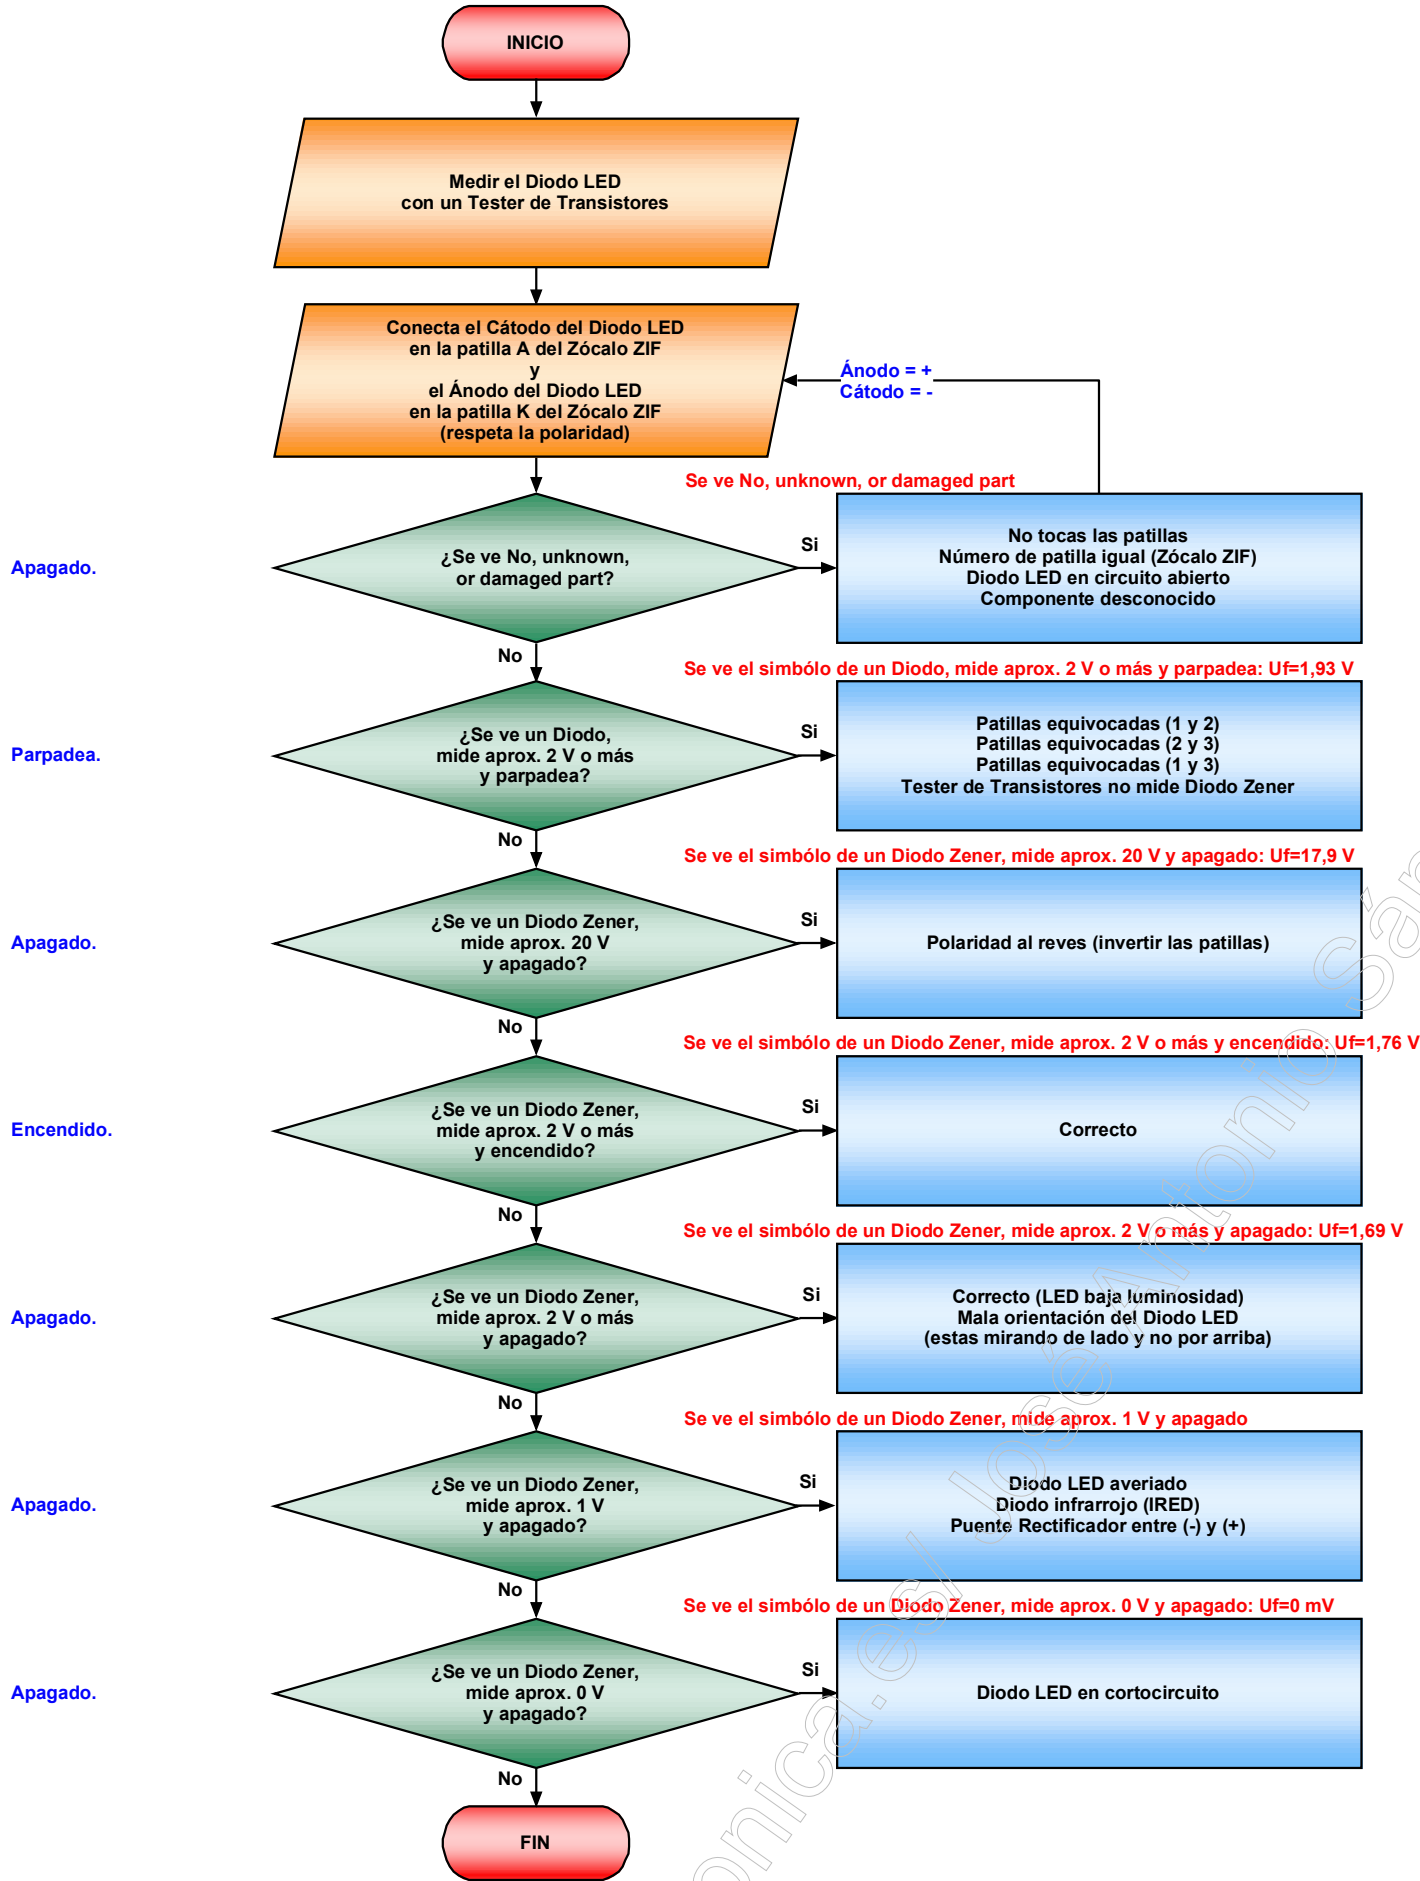 INICIO
Medir el Diodo LED
con un Tester de Transistores
Conecta el Cátodo del Diodo LED
en la patilla A del Zócalo ZIF
y
el Ánodo del Diodo LED
en la patilla K del Zócalo ZIF
(respeta la polaridad)
Ánodo = +
Cátodo = -
Se ve No, unknown, or damaged part
Apagado.
¿Se ve No, unknown,
or damaged part?
Si
No tocas las patillas
Número de patilla igual (Zócalo ZIF)
Diodo LED en circuito abierto
Componente desconocido
No
Se ve el simbólo de un Diodo, mide aprox. 2 V o más y parpadea: Uf=1,93 V
Parpadea.
¿Se ve un Diodo,
mide aprox. 2 V o más
y parpadea?
Si
Patillas equivocadas (1 y 2)
Patillas equivocadas (2 y 3)
Patillas equivocadas (1 y 3)
Tester de Transistores no mide Diodo Zener
No
Se ve el simbólo de un Diodo Zener, mide aprox. 20 V y apagado: Uf=17,9 V
Apagado.
¿Se ve un Diodo Zener,
mide aprox. 20 V
y apagado?
Si
Polaridad al reves (invertir las patillas)
No
Se ve el simbólo de un Diodo Zener, mide aprox. 2 V o más y encendido: Uf=1,76 V
Encendido.
¿Se ve un Diodo Zener,
mide aprox. 2 V o más
y encendido?
Si
Correcto
No
Se ve el simbólo de un Diodo Zener, mide aprox. 2 V o más y apagado: Uf=1,69 V
Apagado.
¿Se ve un Diodo Zener,
mide aprox. 2 V o más
y apagado?
Si
Correcto (LED baja luminosidad)
Mala orientación del Diodo LED
(estas mirando de lado y no por arriba)
No
Se ve el simbólo de un Diodo Zener, mide aprox. 1 V y apagado
Apagado.
¿Se ve un Diodo Zener,
mide aprox. 1 V
y apagado?
Si
Diodo LED averiado
Diodo infrarrojo (IRED)
Puente Rectificador entre (-) y (+)
No
Se ve el simbólo de un Diodo Zener, mide aprox. 0 V y apagado: Uf=0 mV
Apagado.
¿Se ve un Diodo Zener,
mide aprox. 0 V
y apagado?
Si
Diodo LED en cortocircuito
No
FIN
onica.es/ José Antonio